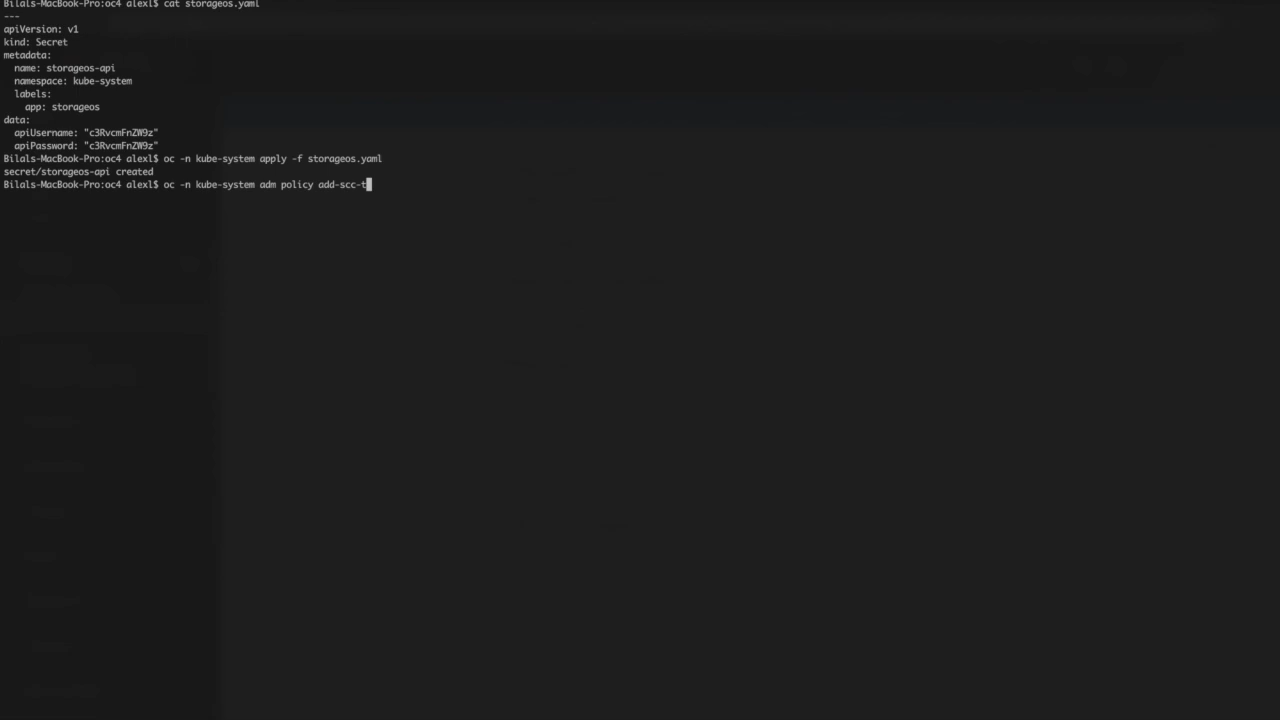 Bilals-MacBook-Pro:oc4 alexl$ cat storageos.yaml
---
apiVersion: v1
kind: Secret
metadata:
  name: storageos-api
  namespace: kube-system
  labels:
    app: storageos
data:
  apiUsername: "c3RvcmFnZW9z"
  apiPassword: "c3RvcmFnZW9z"
Bilals-MacBook-Pro:oc4 alexl$ oc -n kube-system apply -f storageos.yaml
secret/storageos-api created
Bilals-MacBook-Pro:oc4 alexl$ oc -n kube-system adm policy add-scc-t